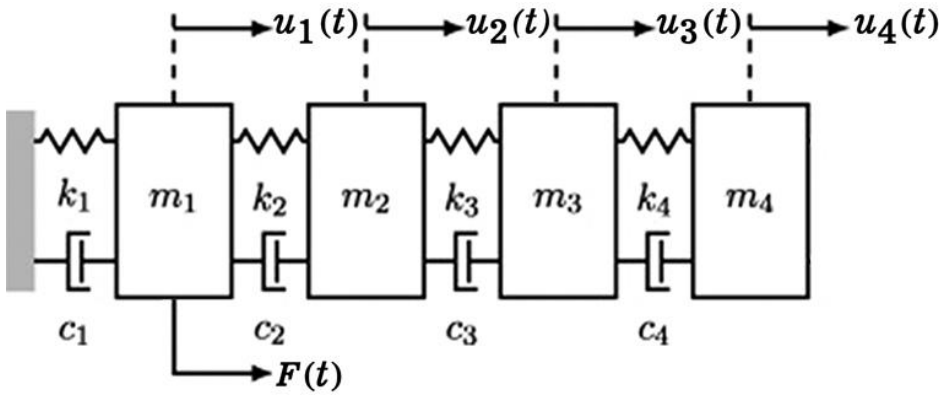 u₁(t) u₂(t) u₃(t) u₄(t)
k₁ m₁ k₂ m₂ k₃ m₃ k₄ m₄
c₁ c₂ c₃ c₄
F(t)